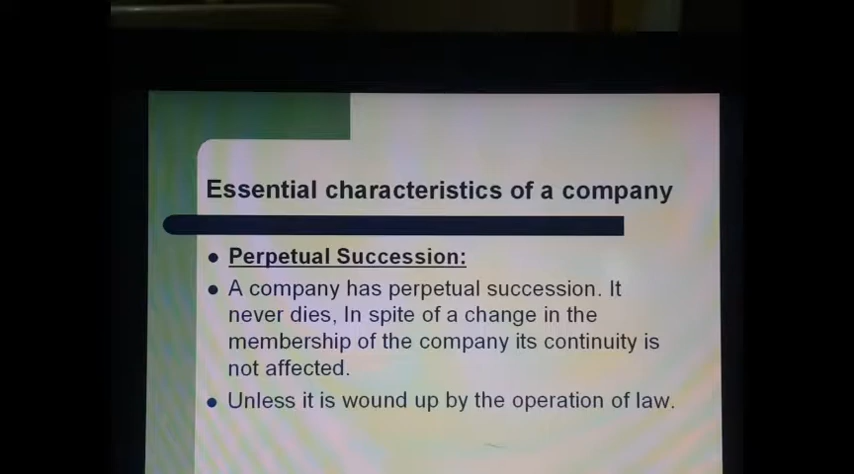 Essential characteristics of a company
Perpetual Succession:
A company has perpetual succession. It
never dies, In spite of a change in the
membership of the company its continuity is
not affected.
Unless it is wound up by the operation of law.